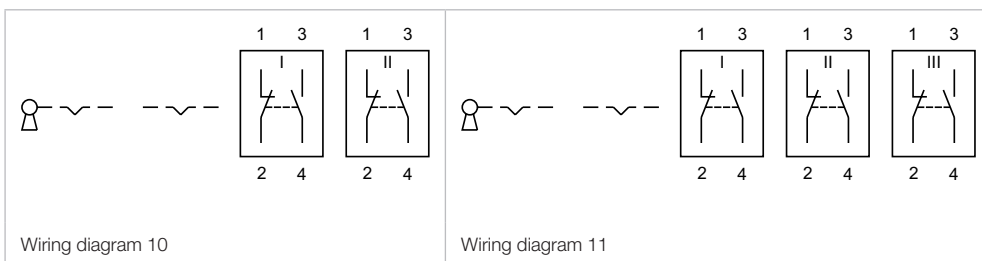 1 3 1 3
I II
2 4 2 4
Wiring diagram 10
1 3 1 3 1 3
I II III
2 4 2 4 2 4
Wiring diagram 11